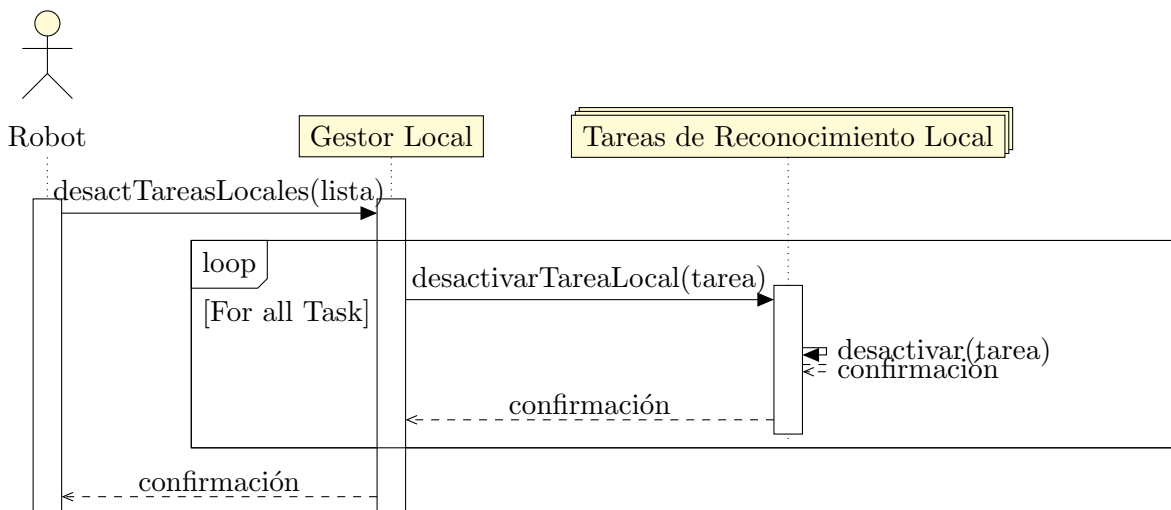 Robot
Gestor Local
Tareas de Reconocimiento Local
desactTareasLocales(lista)
loop
desactivarTareaLocal(tarea)
[For all Task]
desactivar(tarea)
confirmación
confirmación
confirmación